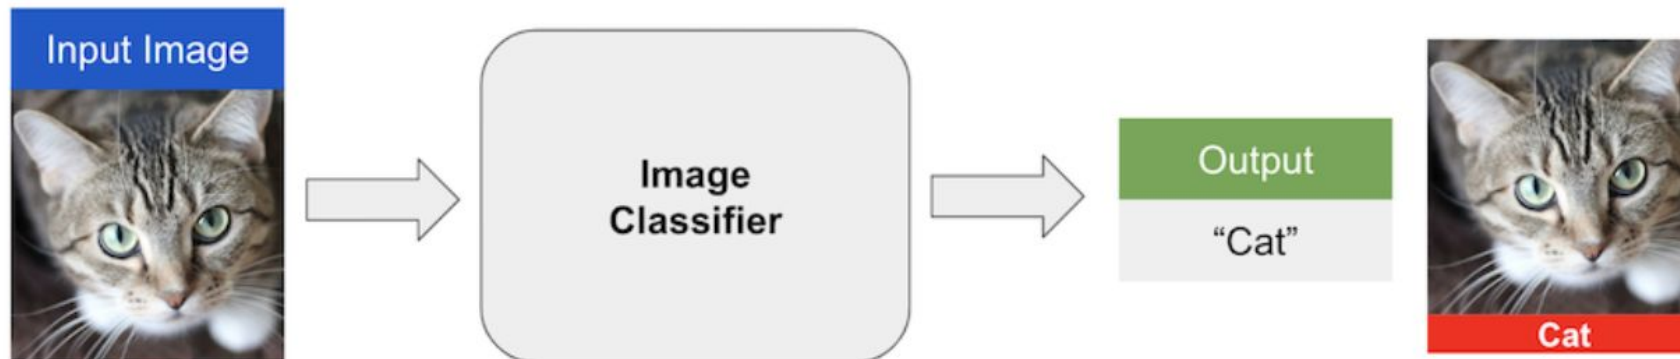 Input Image
Image
Classifier
Output
“Cat”
Cat